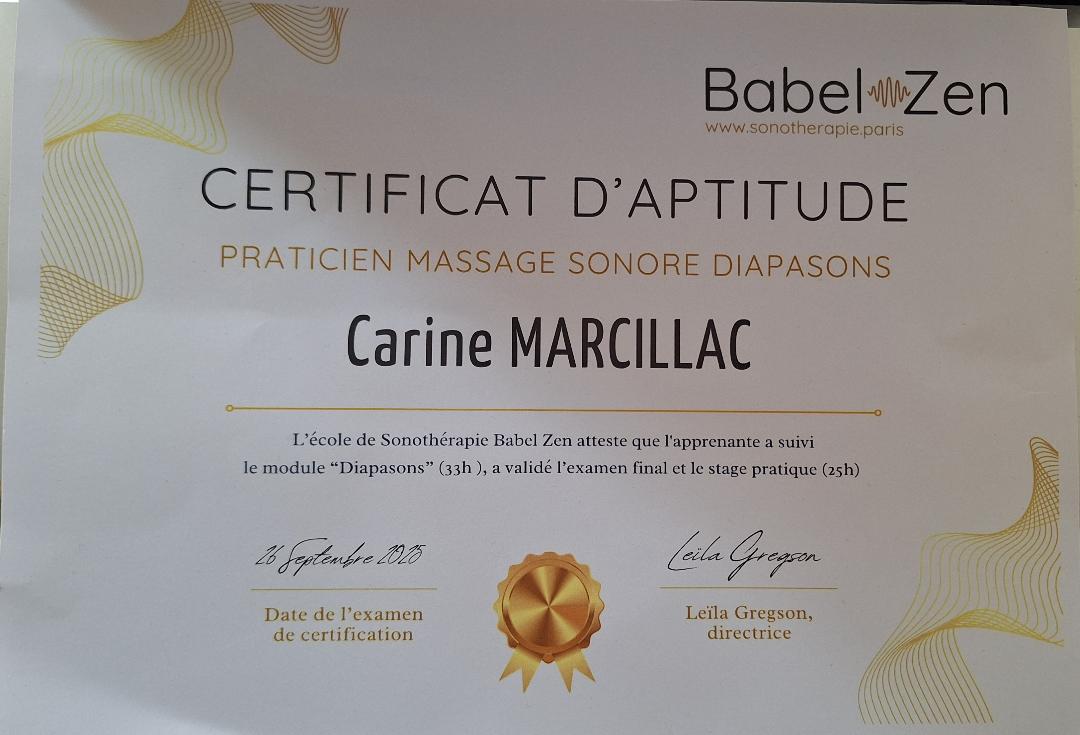 Babel Zen
www.sonotherapie.paris
CERTIFICAT D'APTITUDE
PRATICIEN MASSAGE SONORE DIAPASONS
Carine MARCILLAC
L'école de Sonothérapie Babel Zen atteste que l'apprenante a suivi
le module “Diapasons” (33h ), a validé l'examen final et le stage pratique (25h)
26 Septembre 2025
Leïla Gregson
Date de l'examen
de certification
Leïla Gregson,
directrice